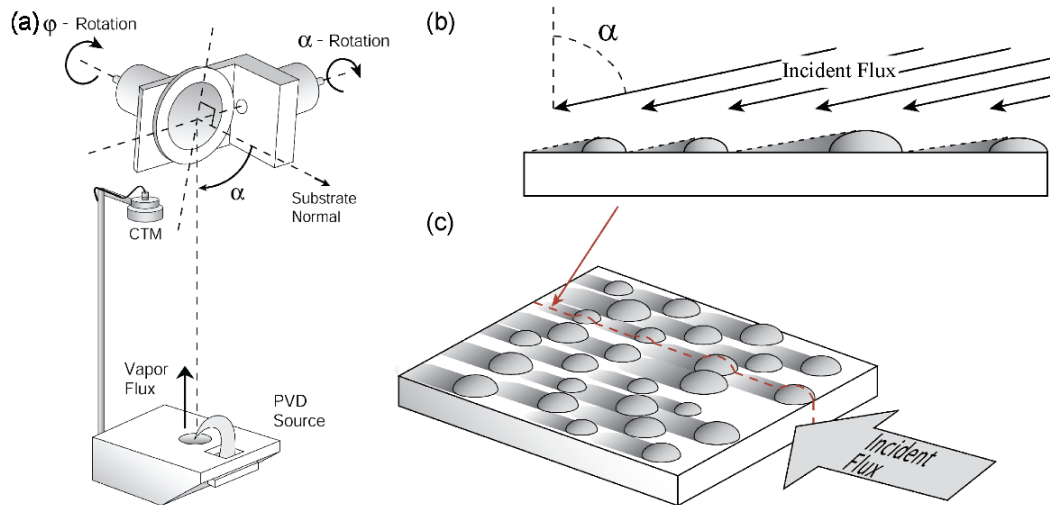 (a)
φ - Rotation
α - Rotation
α
Substrate
Normal
CTM
Vapor
Flux
PVD
Source
(b)
α
Incident Flux
(c)
Incident
Flux